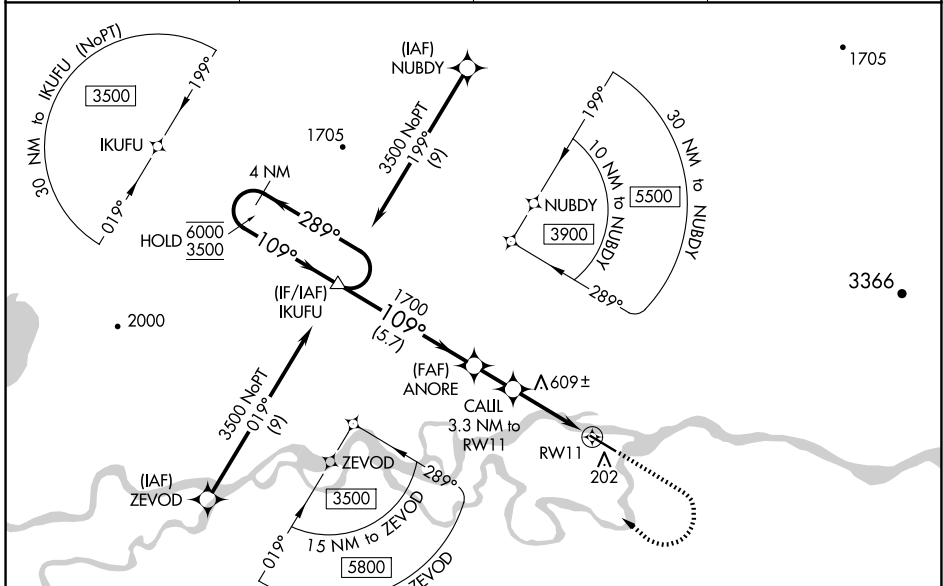 30 NM to IKUFU (NoPT)
199°
3500
IKUFU
019°
(IAF)
NUBDY
3500 NoPT
199°
(9)
1705
1705
199°
30 NM to NUBDY
10 NM to NUBDY
5500
NUBDY
3900
289°
3366
4 NM
289°
HOLD
6000
3500
109°
(IF/IAF)
IKUFU
1700
109°
(5.7)
2000
(FAF)
ANORE
609±
CALIL
3.3 NM to
RW11
RW11
202
3500 NoPT
019°
(9)
(IAF)
ZEVOD
ZEVOD
289°
3500
15 NM to ZEVOD
019°
5800
ZEVOD